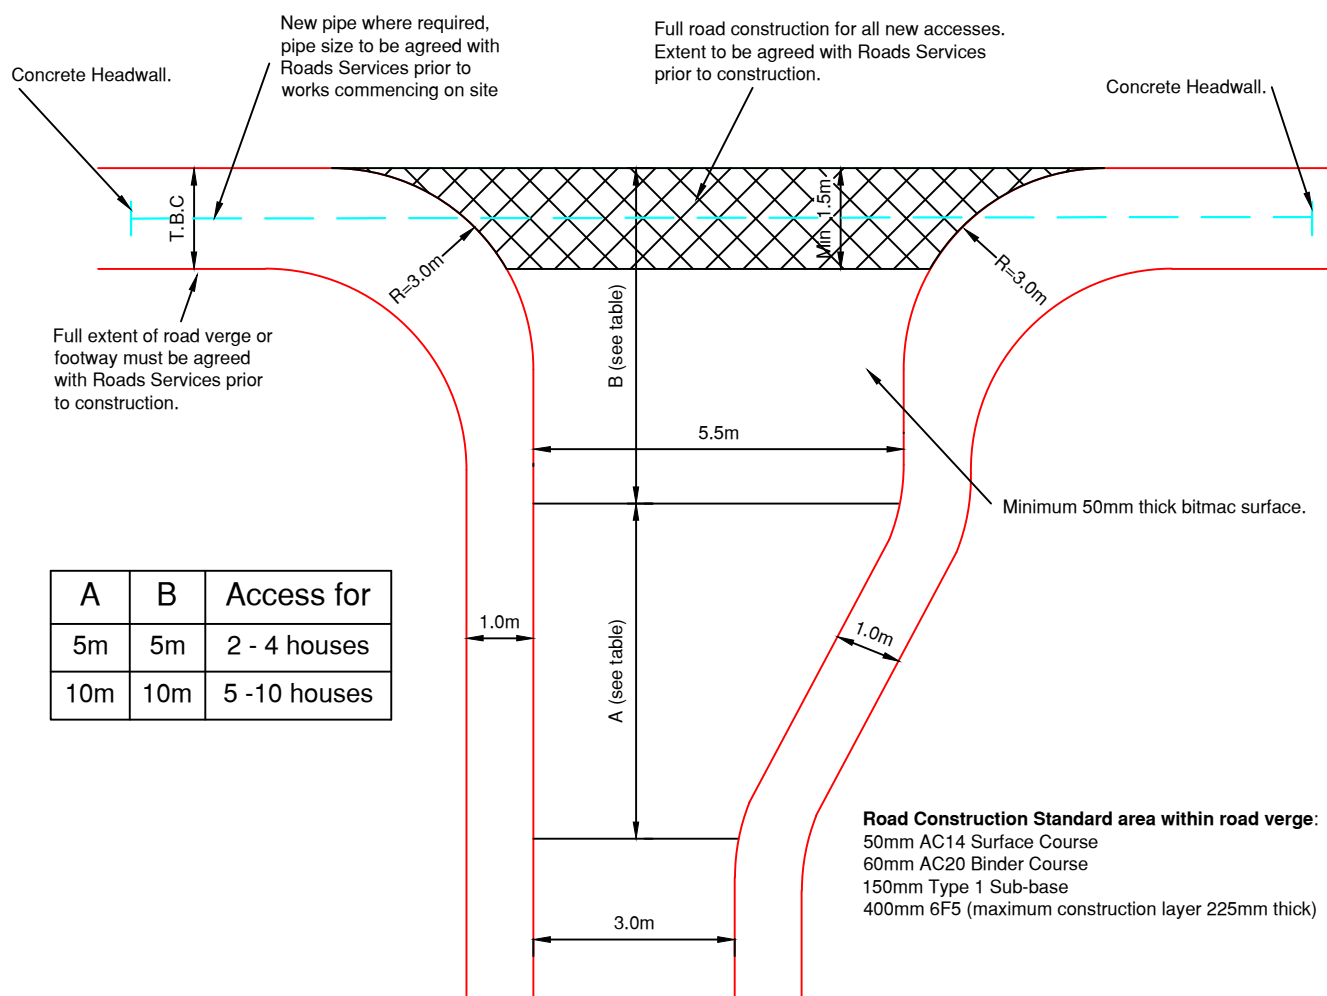 New pipe where required,
pipe size to be agreed with
Roads Services prior to
works commencing on site
Full road construction for all new accesses.
Extent to be agreed with Roads Services
prior to construction.
Concrete Headwall.
Concrete Headwall.
T.B.C
Min 1.5m
R=3.0m
R=3.0m
Full extent of road verge or
footway must be agreed
with Roads Services prior
to construction.
B (see table)
5.5m
Minimum 50mm thick bitmac surface.
A B Access for
5m 5m 2 - 4 houses
10m 10m 5 -10 houses
1.0m
A (see table)
1.0m
Road Construction Standard area within road verge:
50mm AC14 Surface Course
60mm AC20 Binder Course
150mm Type 1 Sub-base
400mm 6F5 (maximum construction layer 225mm thick)
3.0m